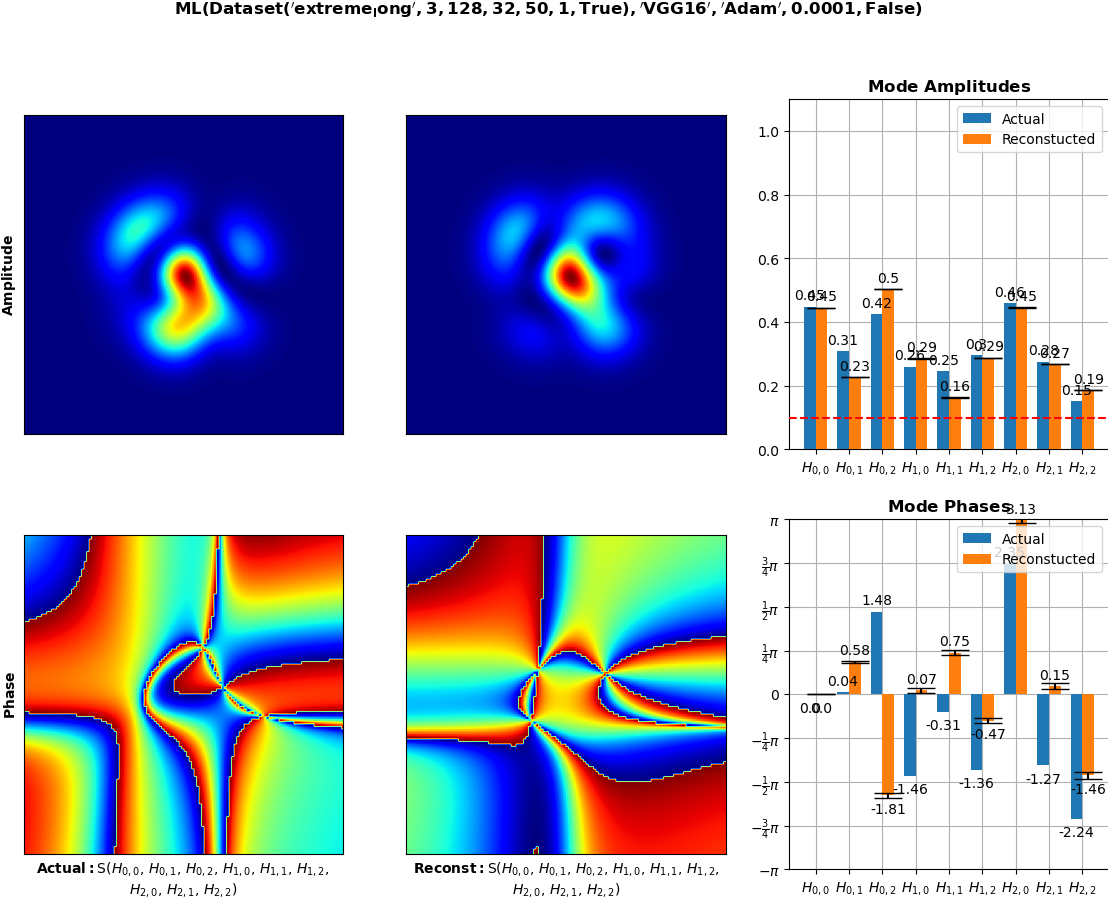 ML(Dataset('extreme_long', 3, 128, 32, 50, 1, True), 'VGG16', 'Adam', 0.0001, False)
Amplitude
Mode Amplitudes
Actual
Reconstucted
1.0
0.8
0.6
0.4
0.2
0.0
0.45 0.45 0.31 0.23 0.42 0.5 0.26 0.29 0.25 0.16 0.3 0.29 0.46 0.45 0.28 0.27 0.15 0.19
H0,0 H0,1 H0,2 H1,0 H1,1 H1,2 H2,0 H2,1 H2,2
Phase
Mode Phases
Actual
Reconstucted
π
3/4π
1/2π
1/4π
0
−1/4π
−1/2π
−3/4π
−π
0.0 0.0 0.04 0.58 1.48 -1.81 -1.46 0.07 -0.31 0.75 -1.36 -0.47 3.13 -1.27 0.15 -2.24 -1.46
H0,0 H0,1 H0,2 H1,0 H1,1 H1,2 H2,0 H2,1 H2,2
Actual: S(H0,0, H0,1, H0,2, H1,0, H1,1, H1,2,
H2,0, H2,1, H2,2)
Reconst: S(H0,0, H0,1, H0,2, H1,0, H1,1, H1,2,
H2,0, H2,1, H2,2)